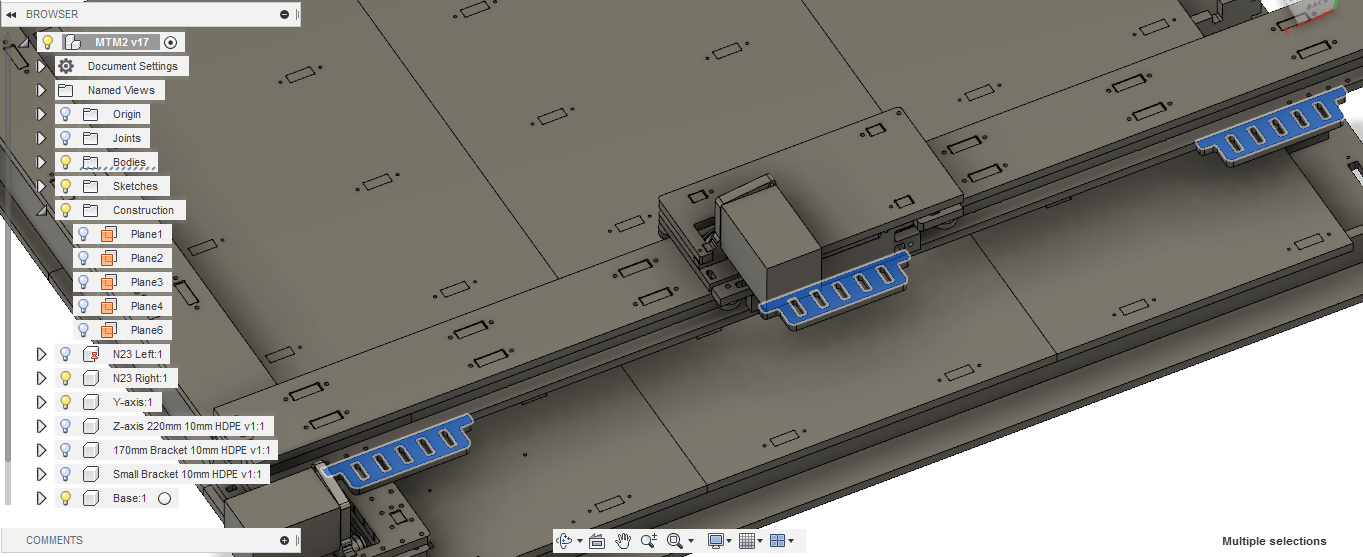 BROWSER
MTM2 v17
Document Settings
Named Views
Origin
Joints
Bodies
Sketches
Construction
Plane1
Plane2
Plane3
Plane4
Plane6
N23 Left:1
N23 Right:1
Y-axis:1
Z-axis 220mm 10mm HDPE v1:1
170mm Bracket 10mm HDPE v1:1
Small Bracket 10mm HDPE v1:1
Base:1
COMMENTS
BACK
Multiple selections